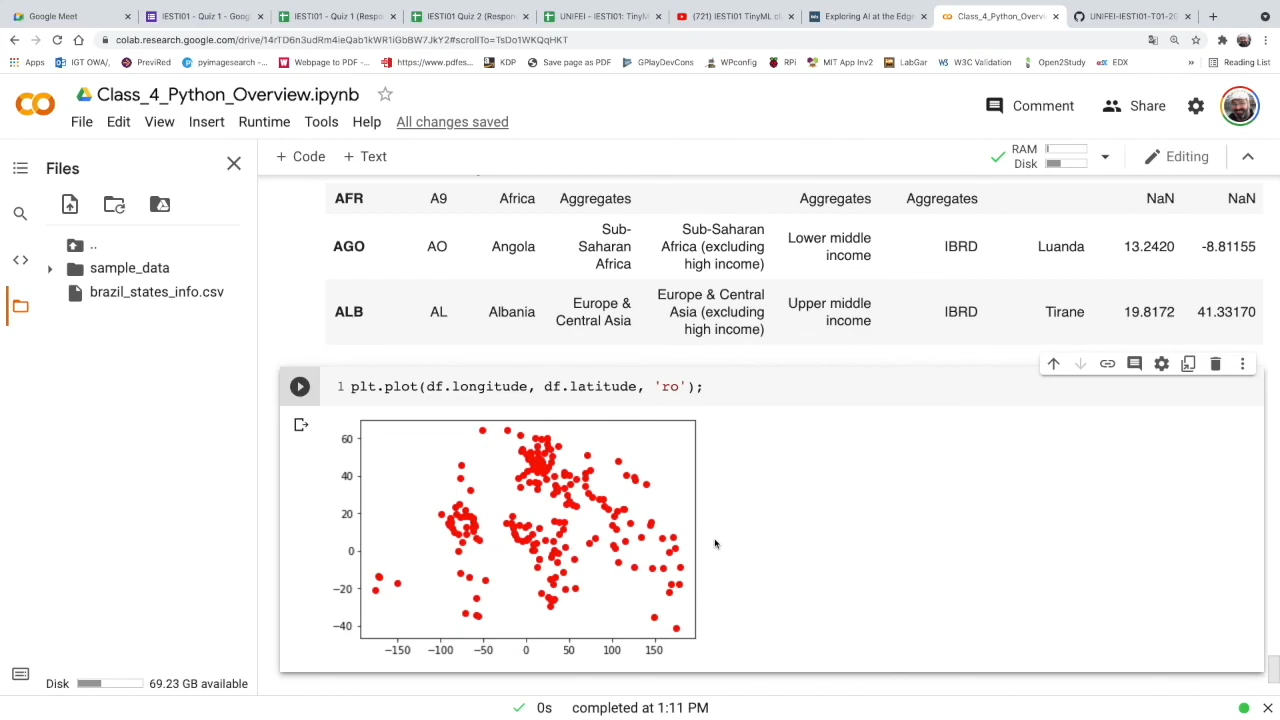 Google Meet
IESTI01 - Quiz 1 - Goog
IESTI01 - Quiz 1 (Respo
IESTI01 Quiz 2 (Respon
UNIFEI - IESTI01: TinyM
(721) IESTI01 TinyML cl
Exploring AI at the Edge
Class_4_Python_Overvi
UNIFEI-IESTI01-T01-20
colab.research.google.com/drive/14rTD6n3udRm4ieQab1kWR1iGbBW7JkY2#scrollTo=TsDo1WKQqHKT
Apps
IGT OWA/,
PreviRed
pyimagesearch -...
Webpage to PDF -...
https://www.pdfes...
KDP
Save page as PDF
GPlayDevCons
WPconfig
RPi
MIT App Inv2
LabGar
W3C Validation
Open2Study
EDX
»
Reading List
Class_4_Python_Overview.ipynb
Comment
Share
File Edit View Insert Runtime Tools Help All changes saved
Files
+ Code + Text
RAM
Disk
Editing
..
sample_data
brazil_states_info.csv
AFR A9 Africa Aggregates Aggregates Aggregates NaN NaN
AGO AO Angola Sub-
Saharan
Africa
Sub-Saharan
Africa (excluding
high income)
Lower middle
income
IBRD Luanda 13.2420 -8.81155
ALB AL Albania Europe &
Central Asia
Europe & Central
Asia (excluding
high income)
Upper middle
income
IBRD Tirane 19.8172 41.33170
1 plt.plot(df.longitude, df.latitude, 'ro');
60
40
20
0
−20
−40
−150 −100 −50 0 50 100 150
Disk 69.23 GB available
0s completed at 1:11 PM